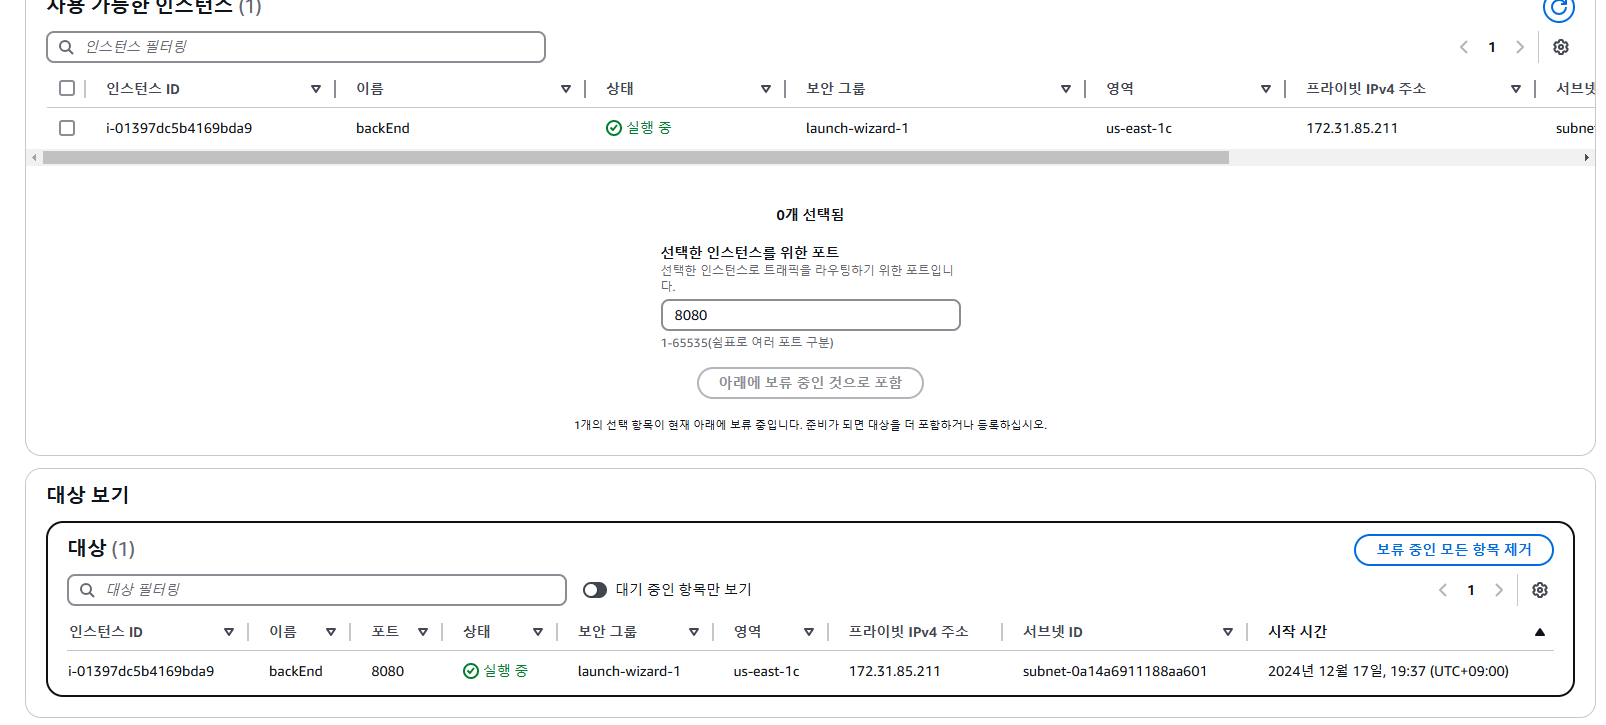 사용 가능한 인스턴스 (1)
인스턴스 필터링
1
인스턴스 ID 이름 상태 보안 그룹 영역 프라이빗 IPv4 주소 서브넷
i-01397dc5b4169bda9 backEnd 실행 중 launch-wizard-1 us-east-1c 172.31.85.211 subne
0개 선택됨
선택한 인스턴스를 위한 포트
선택한 인스턴스로 트래픽을 라우팅하기 위한 포트입니
다.
8080
1-65535(쉼표로 여러 포트 구분)
아래에 보류 중인 것으로 포함
1개의 선택 항목이 현재 아래에 보류 중입니다. 준비가 되면 대상을 더 포함하거나 등록하십시오.
대상 보기
대상 (1)
보류 중인 모든 항목 제거
대상 필터링
대기 중인 항목만 보기
1
인스턴스 ID 이름 포트 상태 보안 그룹 영역 프라이빗 IPv4 주소 서브넷 ID 시작 시간
i-01397dc5b4169bda9 backEnd 8080 실행 중 launch-wizard-1 us-east-1c 172.31.85.211 subnet-0a14a6911188aa601 2024년 12월 17일, 19:37 (UTC+09:00)